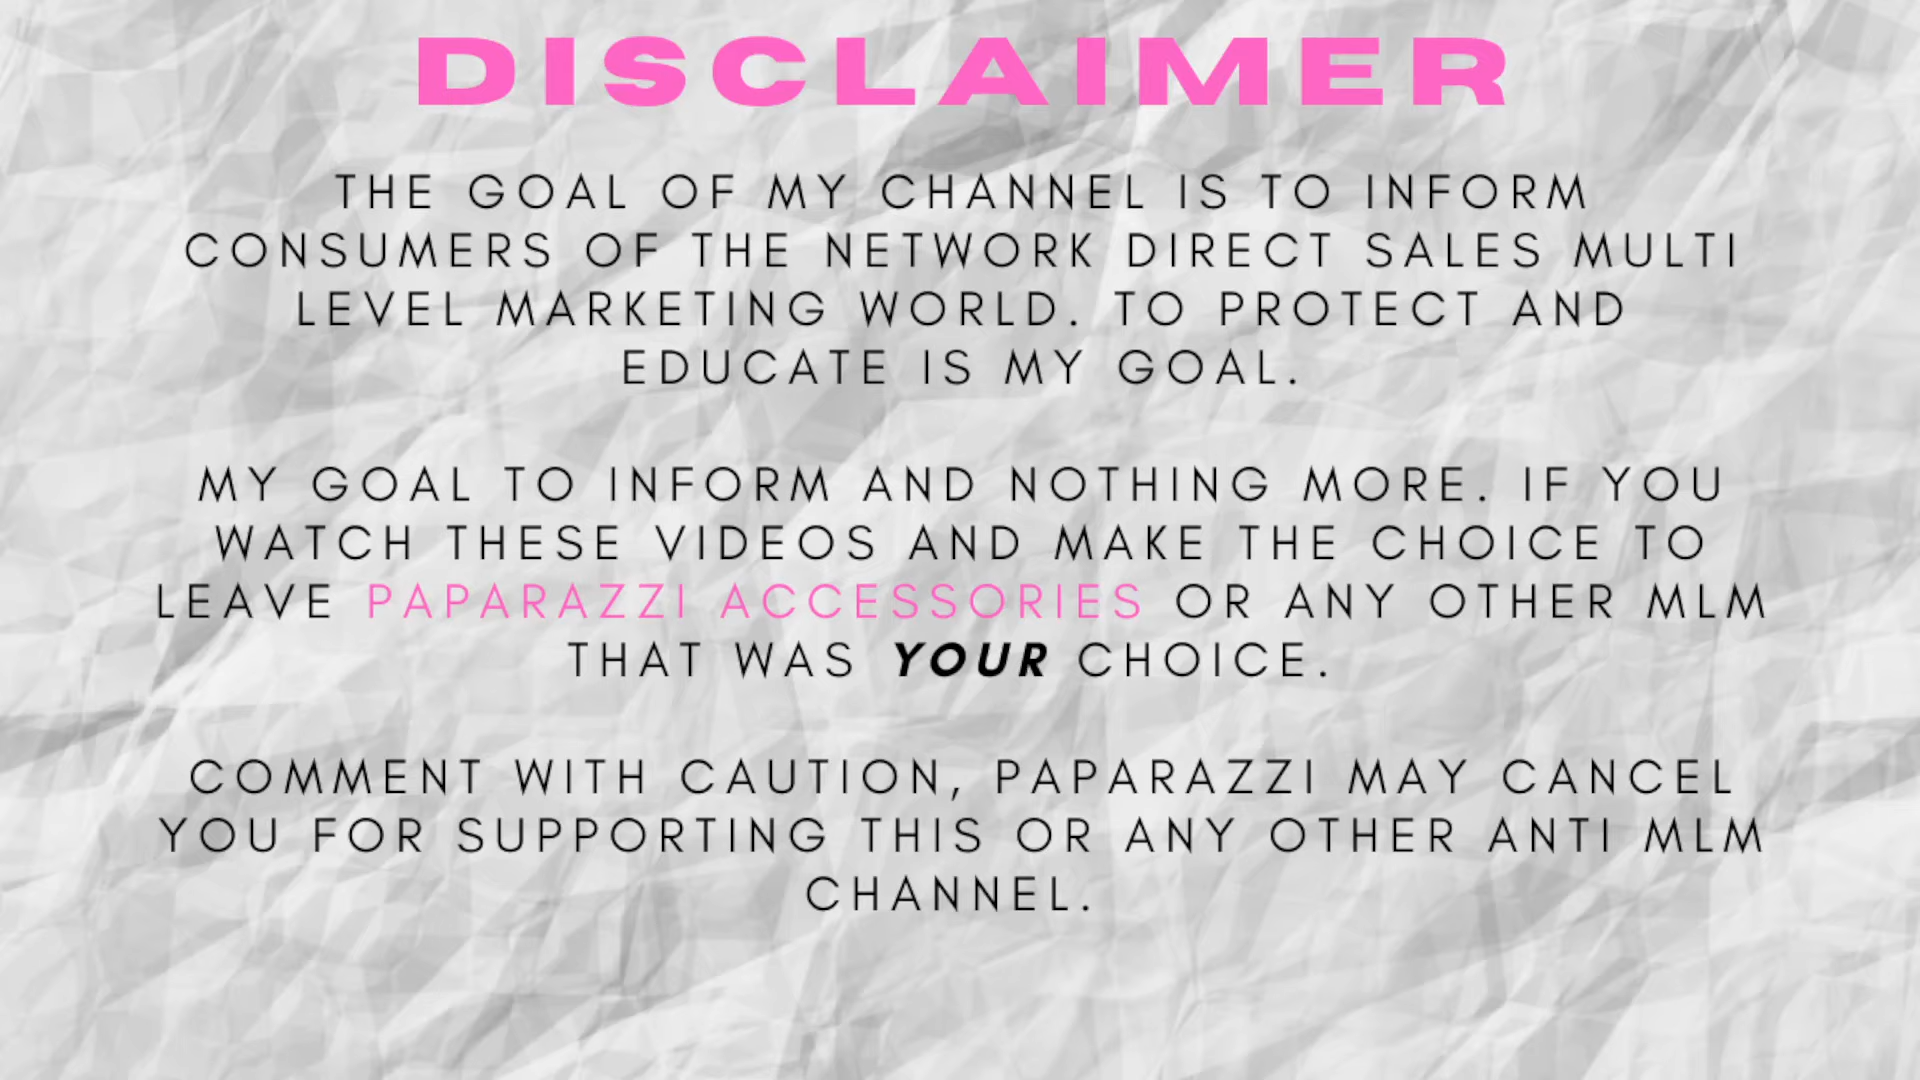 DISCLAIMER
THE GOAL OF MY CHANNEL IS TO INFORM
CONSUMERS OF THE NETWORK DIRECT SALES MULTI
LEVEL MARKETING WORLD. TO PROTECT AND
EDUCATE IS MY GOAL.
MY GOAL TO INFORM AND NOTHING MORE. IF YOU
WATCH THESE VIDEOS AND MAKE THE CHOICE TO
LEAVE PAPARAZZI ACCESSORIES OR ANY OTHER MLM
THAT WAS YOUR CHOICE.
COMMENT WITH CAUTION, PAPARAZZI MAY CANCEL
YOU FOR SUPPORTING THIS OR ANY OTHER ANTI MLM
CHANNEL.